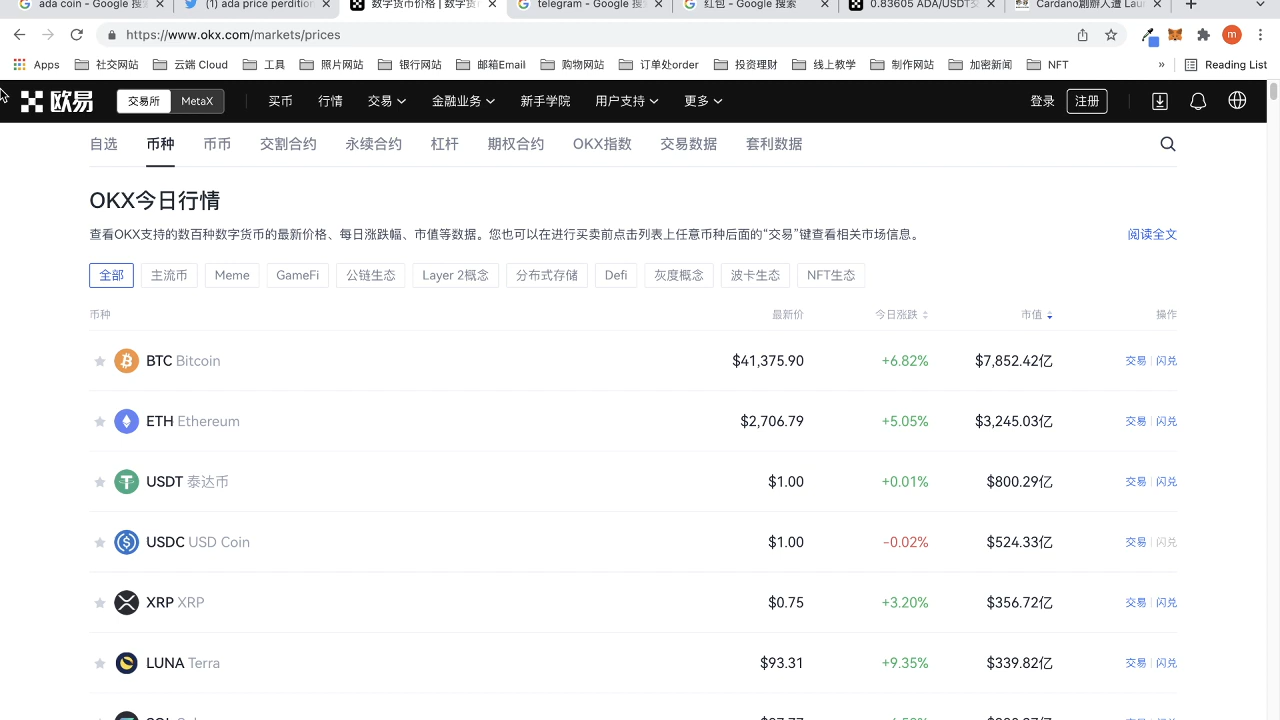 ada coin - Google 搜 (1) ada price perdition 数字货币价格 | 数字货 telegram - Google 搜 红包 - Google 搜索 0.83605 ADA/USDT交 Cardano創辦人遭 Lau
https://www.okx.com/markets/prices m
Apps 社交网站 云端 Cloud 工具 照片网站 银行网站 邮箱Email 购物网站 订单处order 投资理财 线上教学 制作网站 加密新闻 NFT » Reading List
欧易 交易所 MetaX 买币 行情 交易 金融业务 新手学院 用户支持 更多 登录 注册
自选 币种 币币 交割合约 永续合约 杠杆 期权合约 OKX指数 交易数据 套利数据
OKX今日行情
查看OKX支持的数百种数字货币的最新价格、每日涨跌幅、市值等数据。您也可以在进行买卖前点击列表上任意币种后面的“交易”键查看相关市场信息。 阅读全文
全部 主流币 Meme GameFi 公链生态 Layer 2概念 分布式存储 Defi 灰度概念 波卡生态 NFT生态
币种 最新价 今日涨跌 市值 操作
BTC Bitcoin $41,375.90 +6.82% $7,852.42亿 交易 | 闪兑
ETH Ethereum $2,706.79 +5.05% $3,245.03亿 交易 | 闪兑
USDT 泰达币 $1.00 +0.01% $800.29亿 交易 | 闪兑
USDC USD Coin $1.00 -0.02% $524.33亿 交易 | 闪兑
XRP XRP $0.75 +3.20% $356.72亿 交易 | 闪兑
LUNA Terra $93.31 +9.35% $339.82亿 交易 | 闪兑